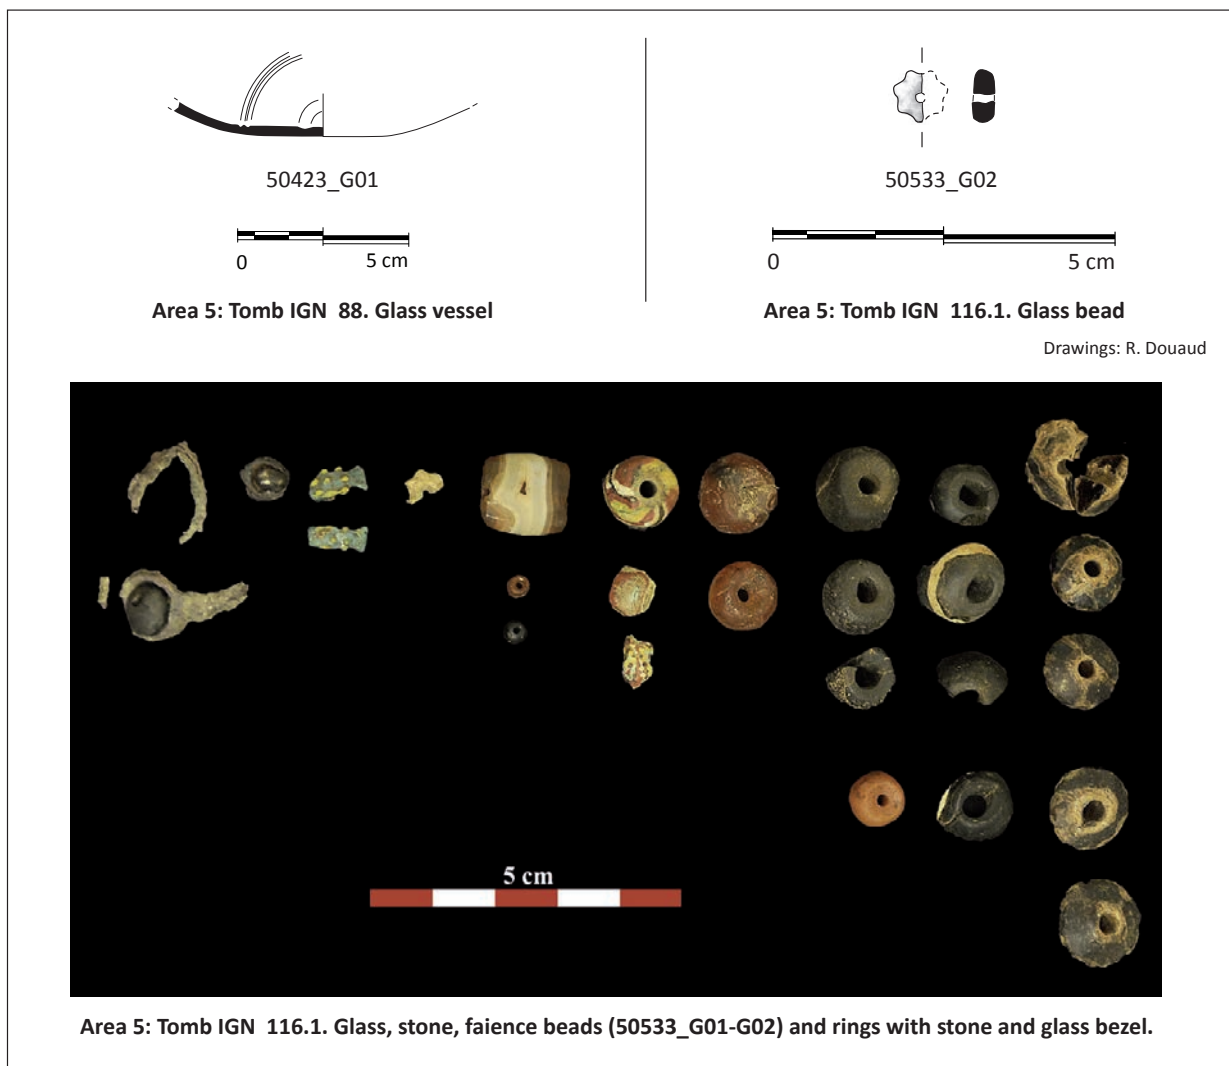 50423_G01
0 5 cm
Area 5: Tomb IGN 88. Glass vessel
50533_G02
0 5 cm
Area 5: Tomb IGN 116.1. Glass bead
Drawings: R. Douaud
5 cm
Area 5: Tomb IGN 116.1. Glass, stone, faience beads (50533_G01-G02) and rings with stone and glass bezel.